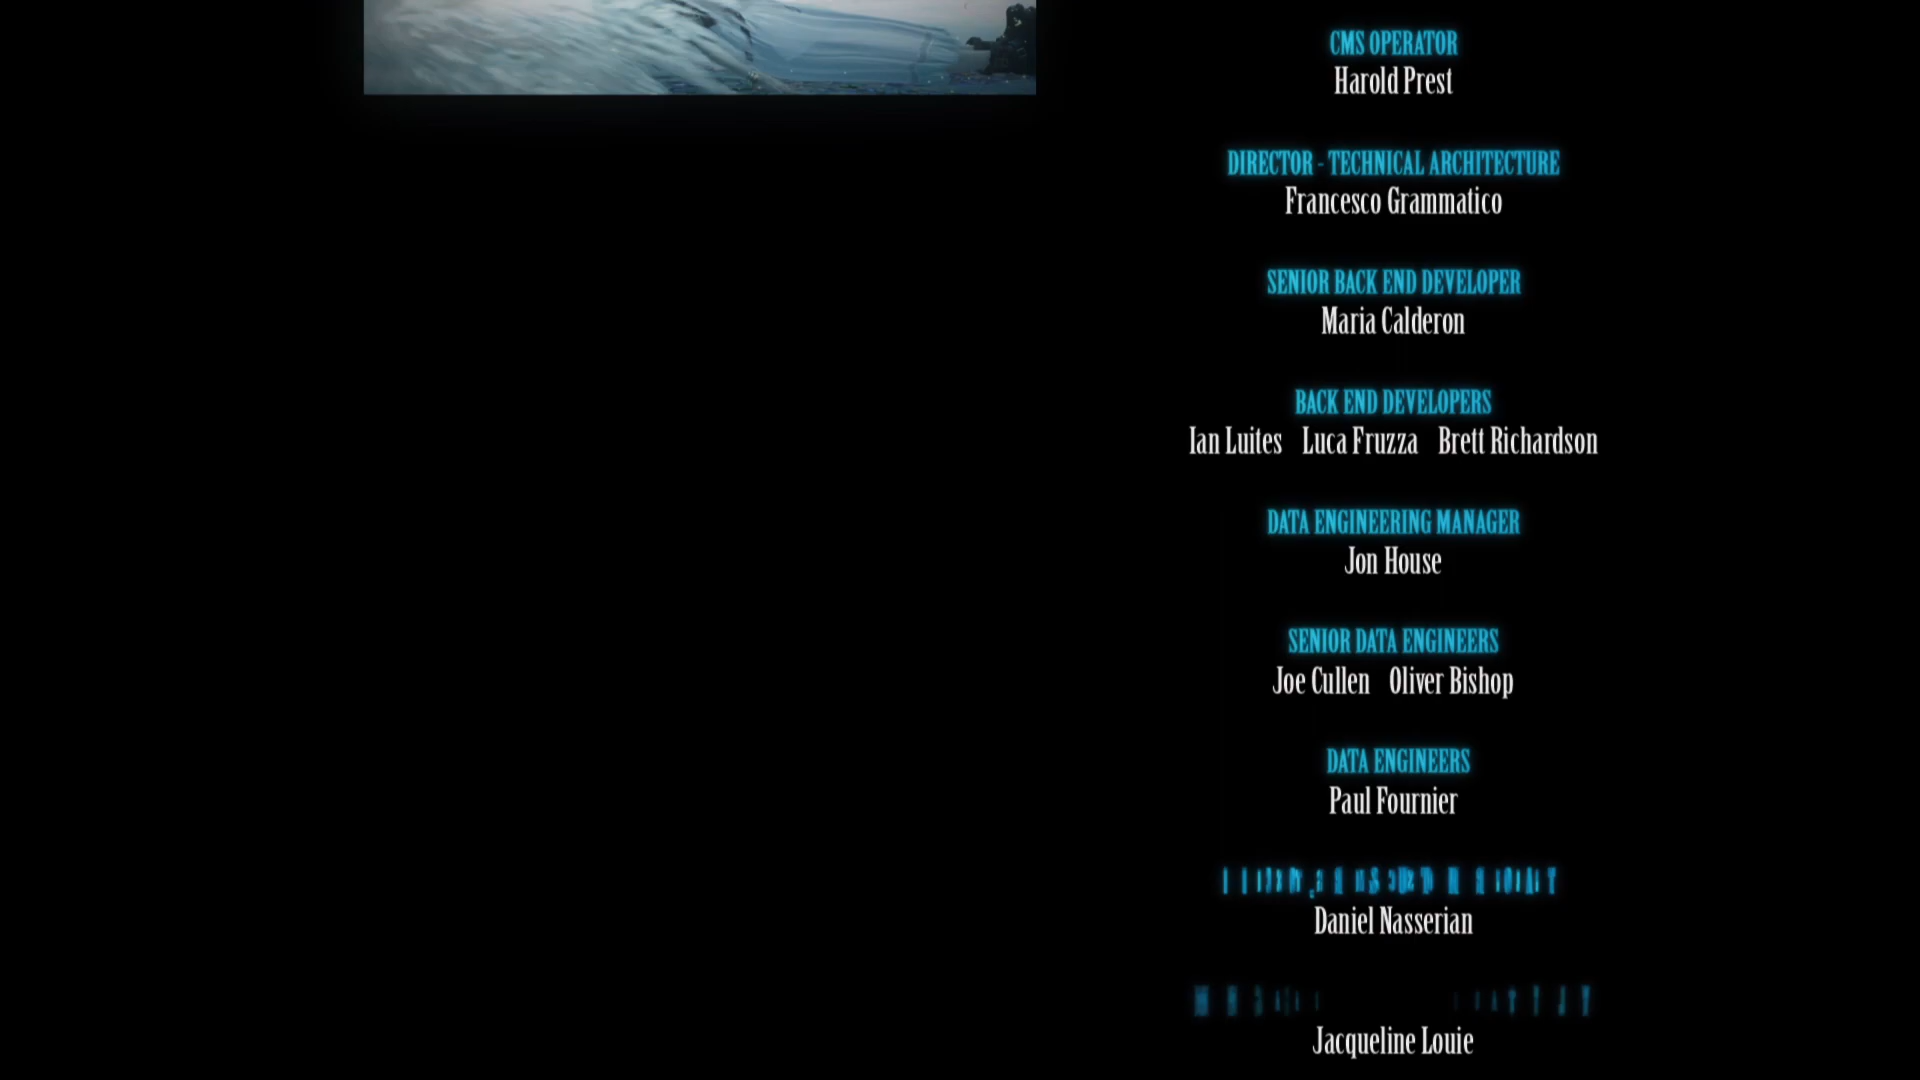 CMS OPERATOR
Harold Prest
DIRECTOR - TECHNICAL ARCHITECTURE
Francesco Grammatico
SENIOR BACK END DEVELOPER
Maria Calderon
BACK END DEVELOPERS
Ian Luites Luca Fruzza Brett Richardson
DATA ENGINEERING MANAGER
Jon House
SENIOR DATA ENGINEERS
Joe Cullen Oliver Bishop
DATA ENGINEERS
Paul Fournier
Daniel Nasserian
Jacqueline Louie